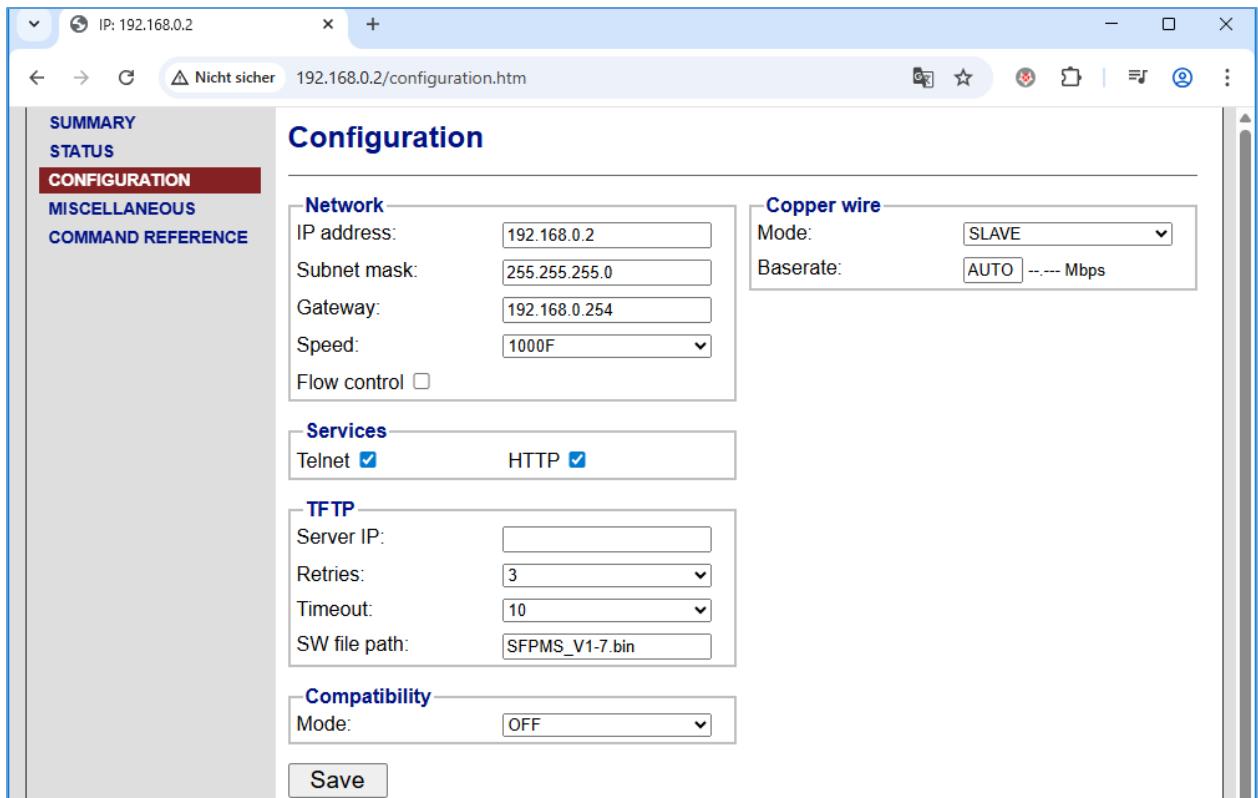 IP: 192.168.0.2
Nicht sicher 192.168.0.2/configuration.htm
SUMMARY
STATUS
CONFIGURATION
MISCELLANEOUS
COMMAND REFERENCE
Configuration
Network
IP address: 192.168.0.2
Subnet mask: 255.255.255.0
Gateway: 192.168.0.254
Speed: 1000F
Flow control
Services
Telnet HTTP
TFTP
Server IP:
Retries: 3
Timeout: 10
SW file path: SFPMS_V1-7.bin
Compatibility
Mode: OFF
Save
Copper wire
Mode: SLAVE
Baserate: AUTO --.--- Mbps